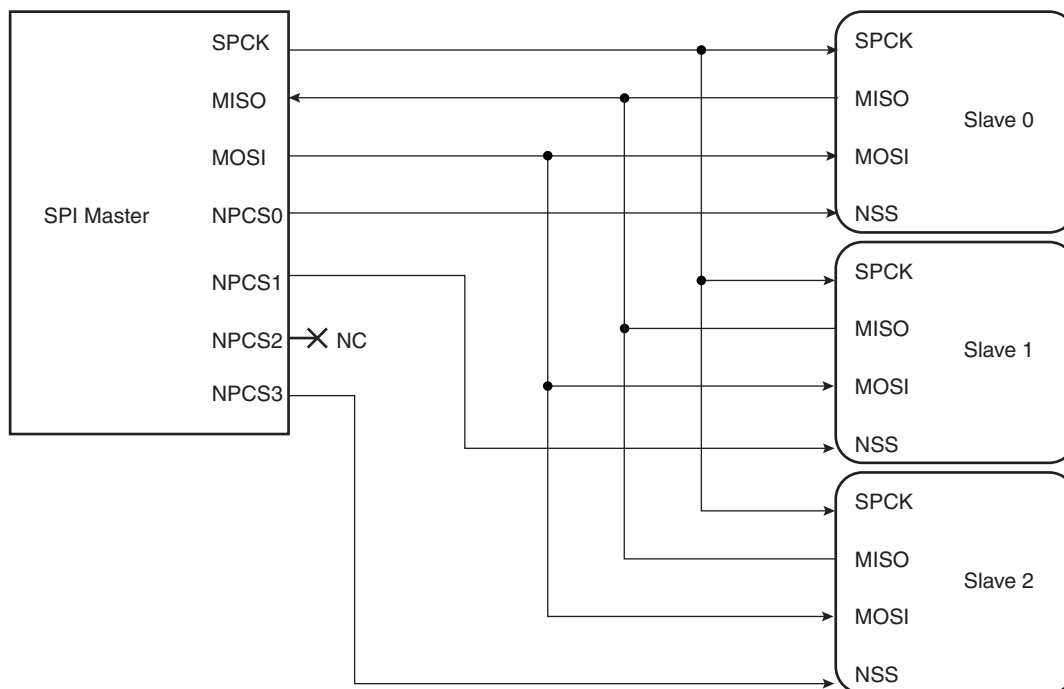 SPI Master
SPCK
MISO
MOSI
NPCS0
NPCS1
NPCS2
NC
NPCS3
SPCK
MISO
Slave 0
MOSI
NSS
SPCK
MISO
Slave 1
MOSI
NSS
SPCK
MISO
Slave 2
MOSI
NSS